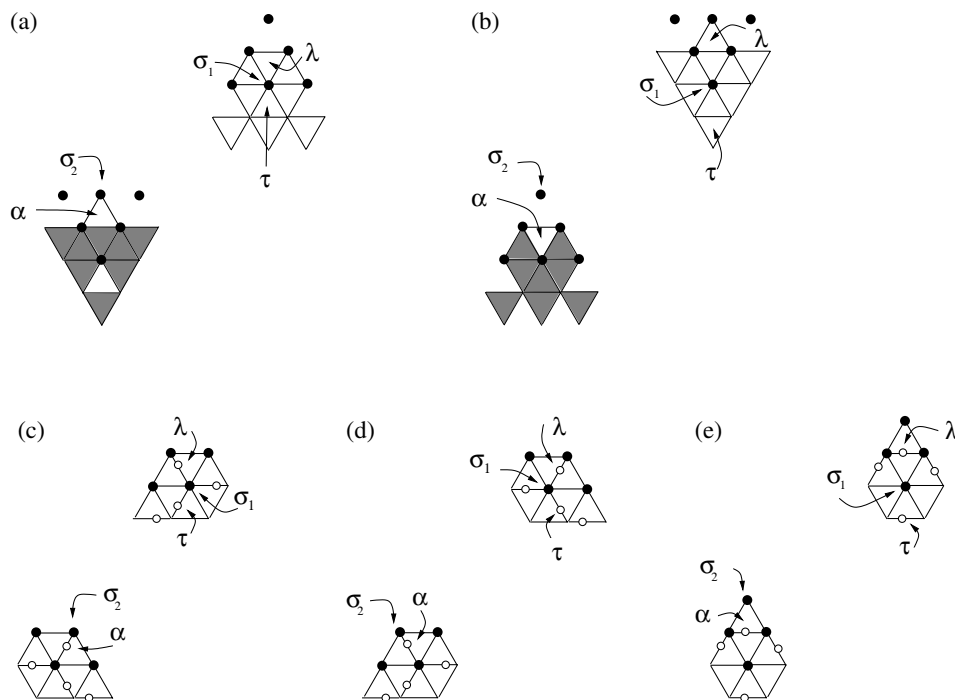 (a)
(b)
λ
σ₁
τ
σ₂
α
λ
σ₁
τ
σ₂
α
(c)
(d)
(e)
λ
σ₁
τ
σ₂
α
λ
σ₁
τ
σ₂
α
λ
σ₁
τ
σ₂
α